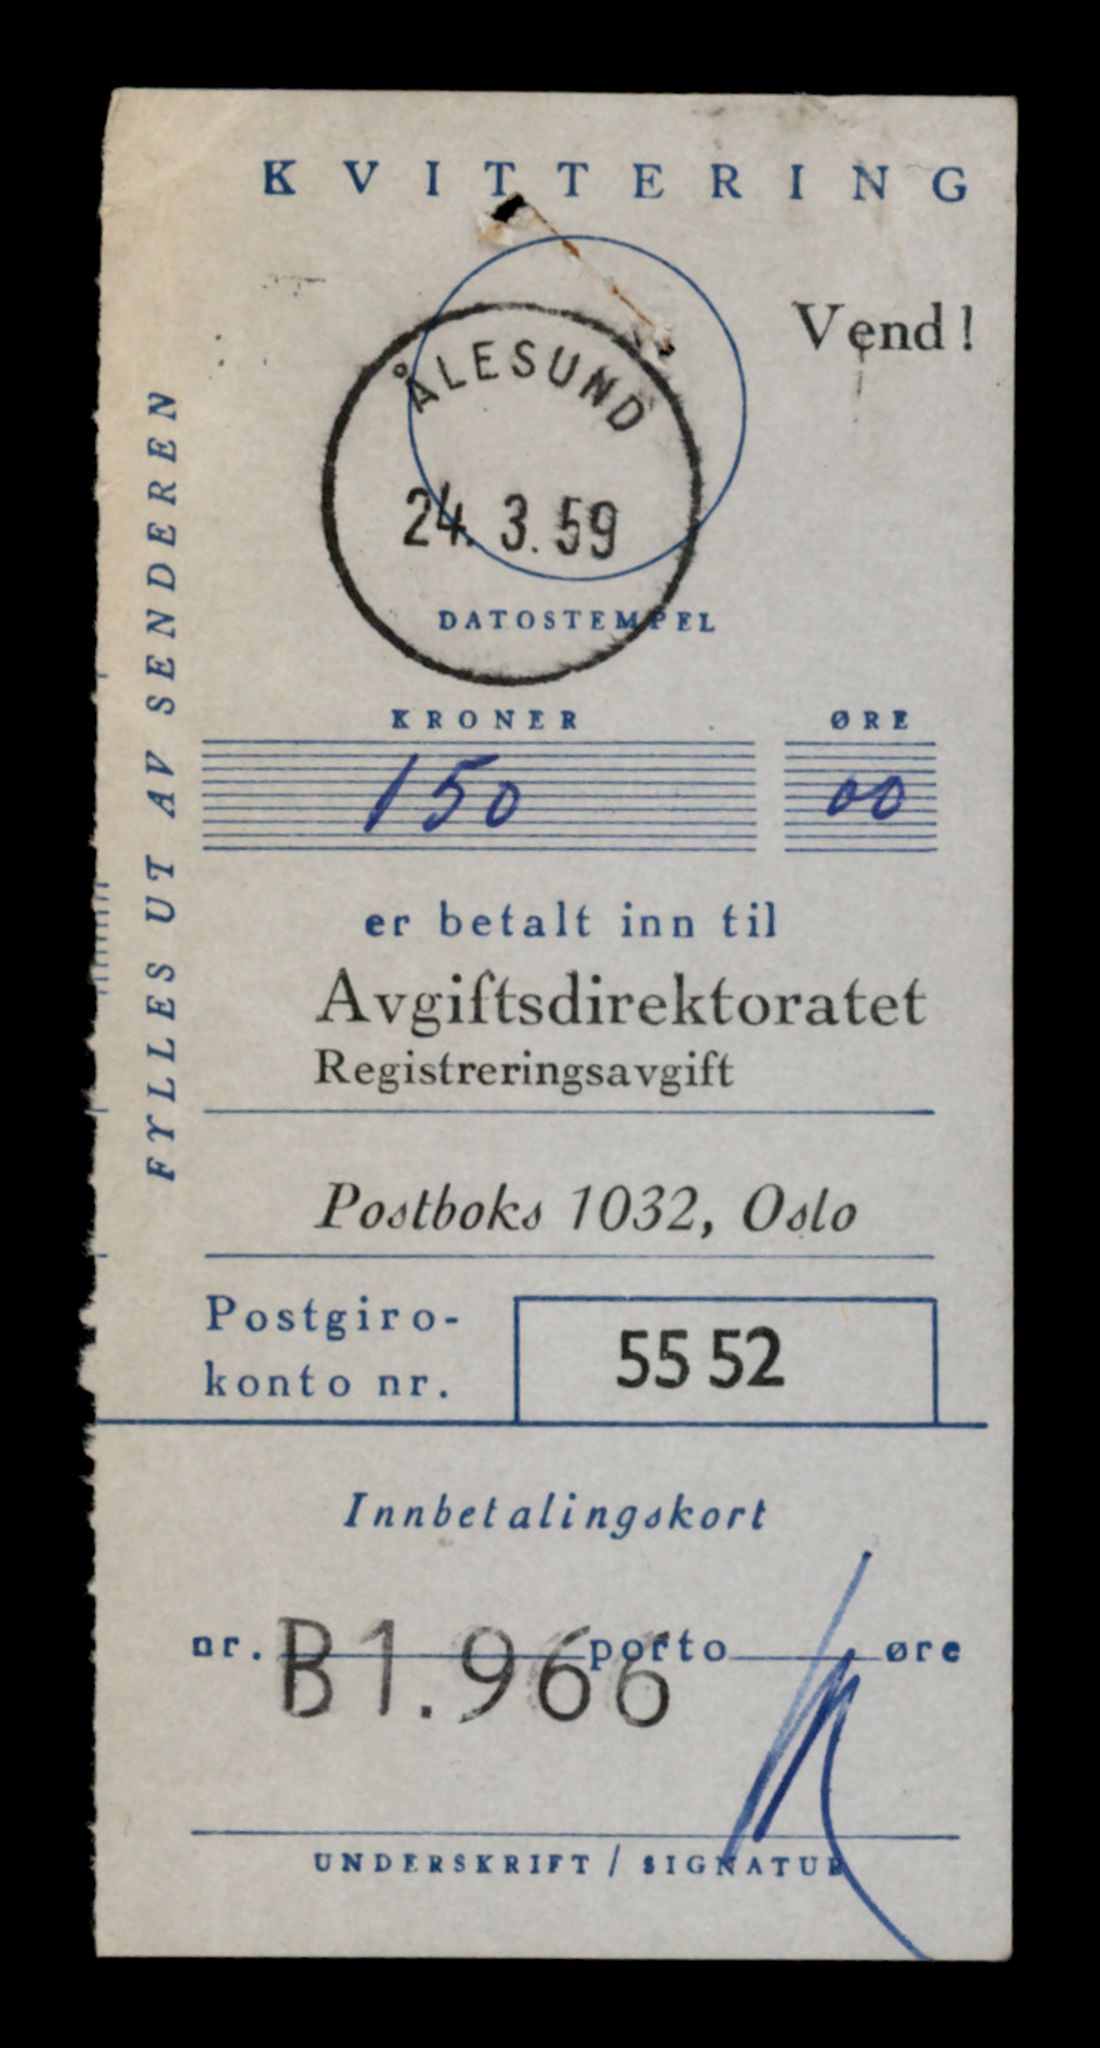 KVITTERING
Vend!
ÅLESUND
24. 3. 59
DATOSTEMPEL
FYLLES UT AV SENDEREN
KRONER ØRE
150 00
er betalt inn til
Avgiftsdirektoratet
Registreringsavgift
Postboks 1032, Oslo
Postgiro-
konto nr.
55 52
Innbetalingskort
nr. B1.966 porto øre
UNDERSKRIFT / SIGNATUR